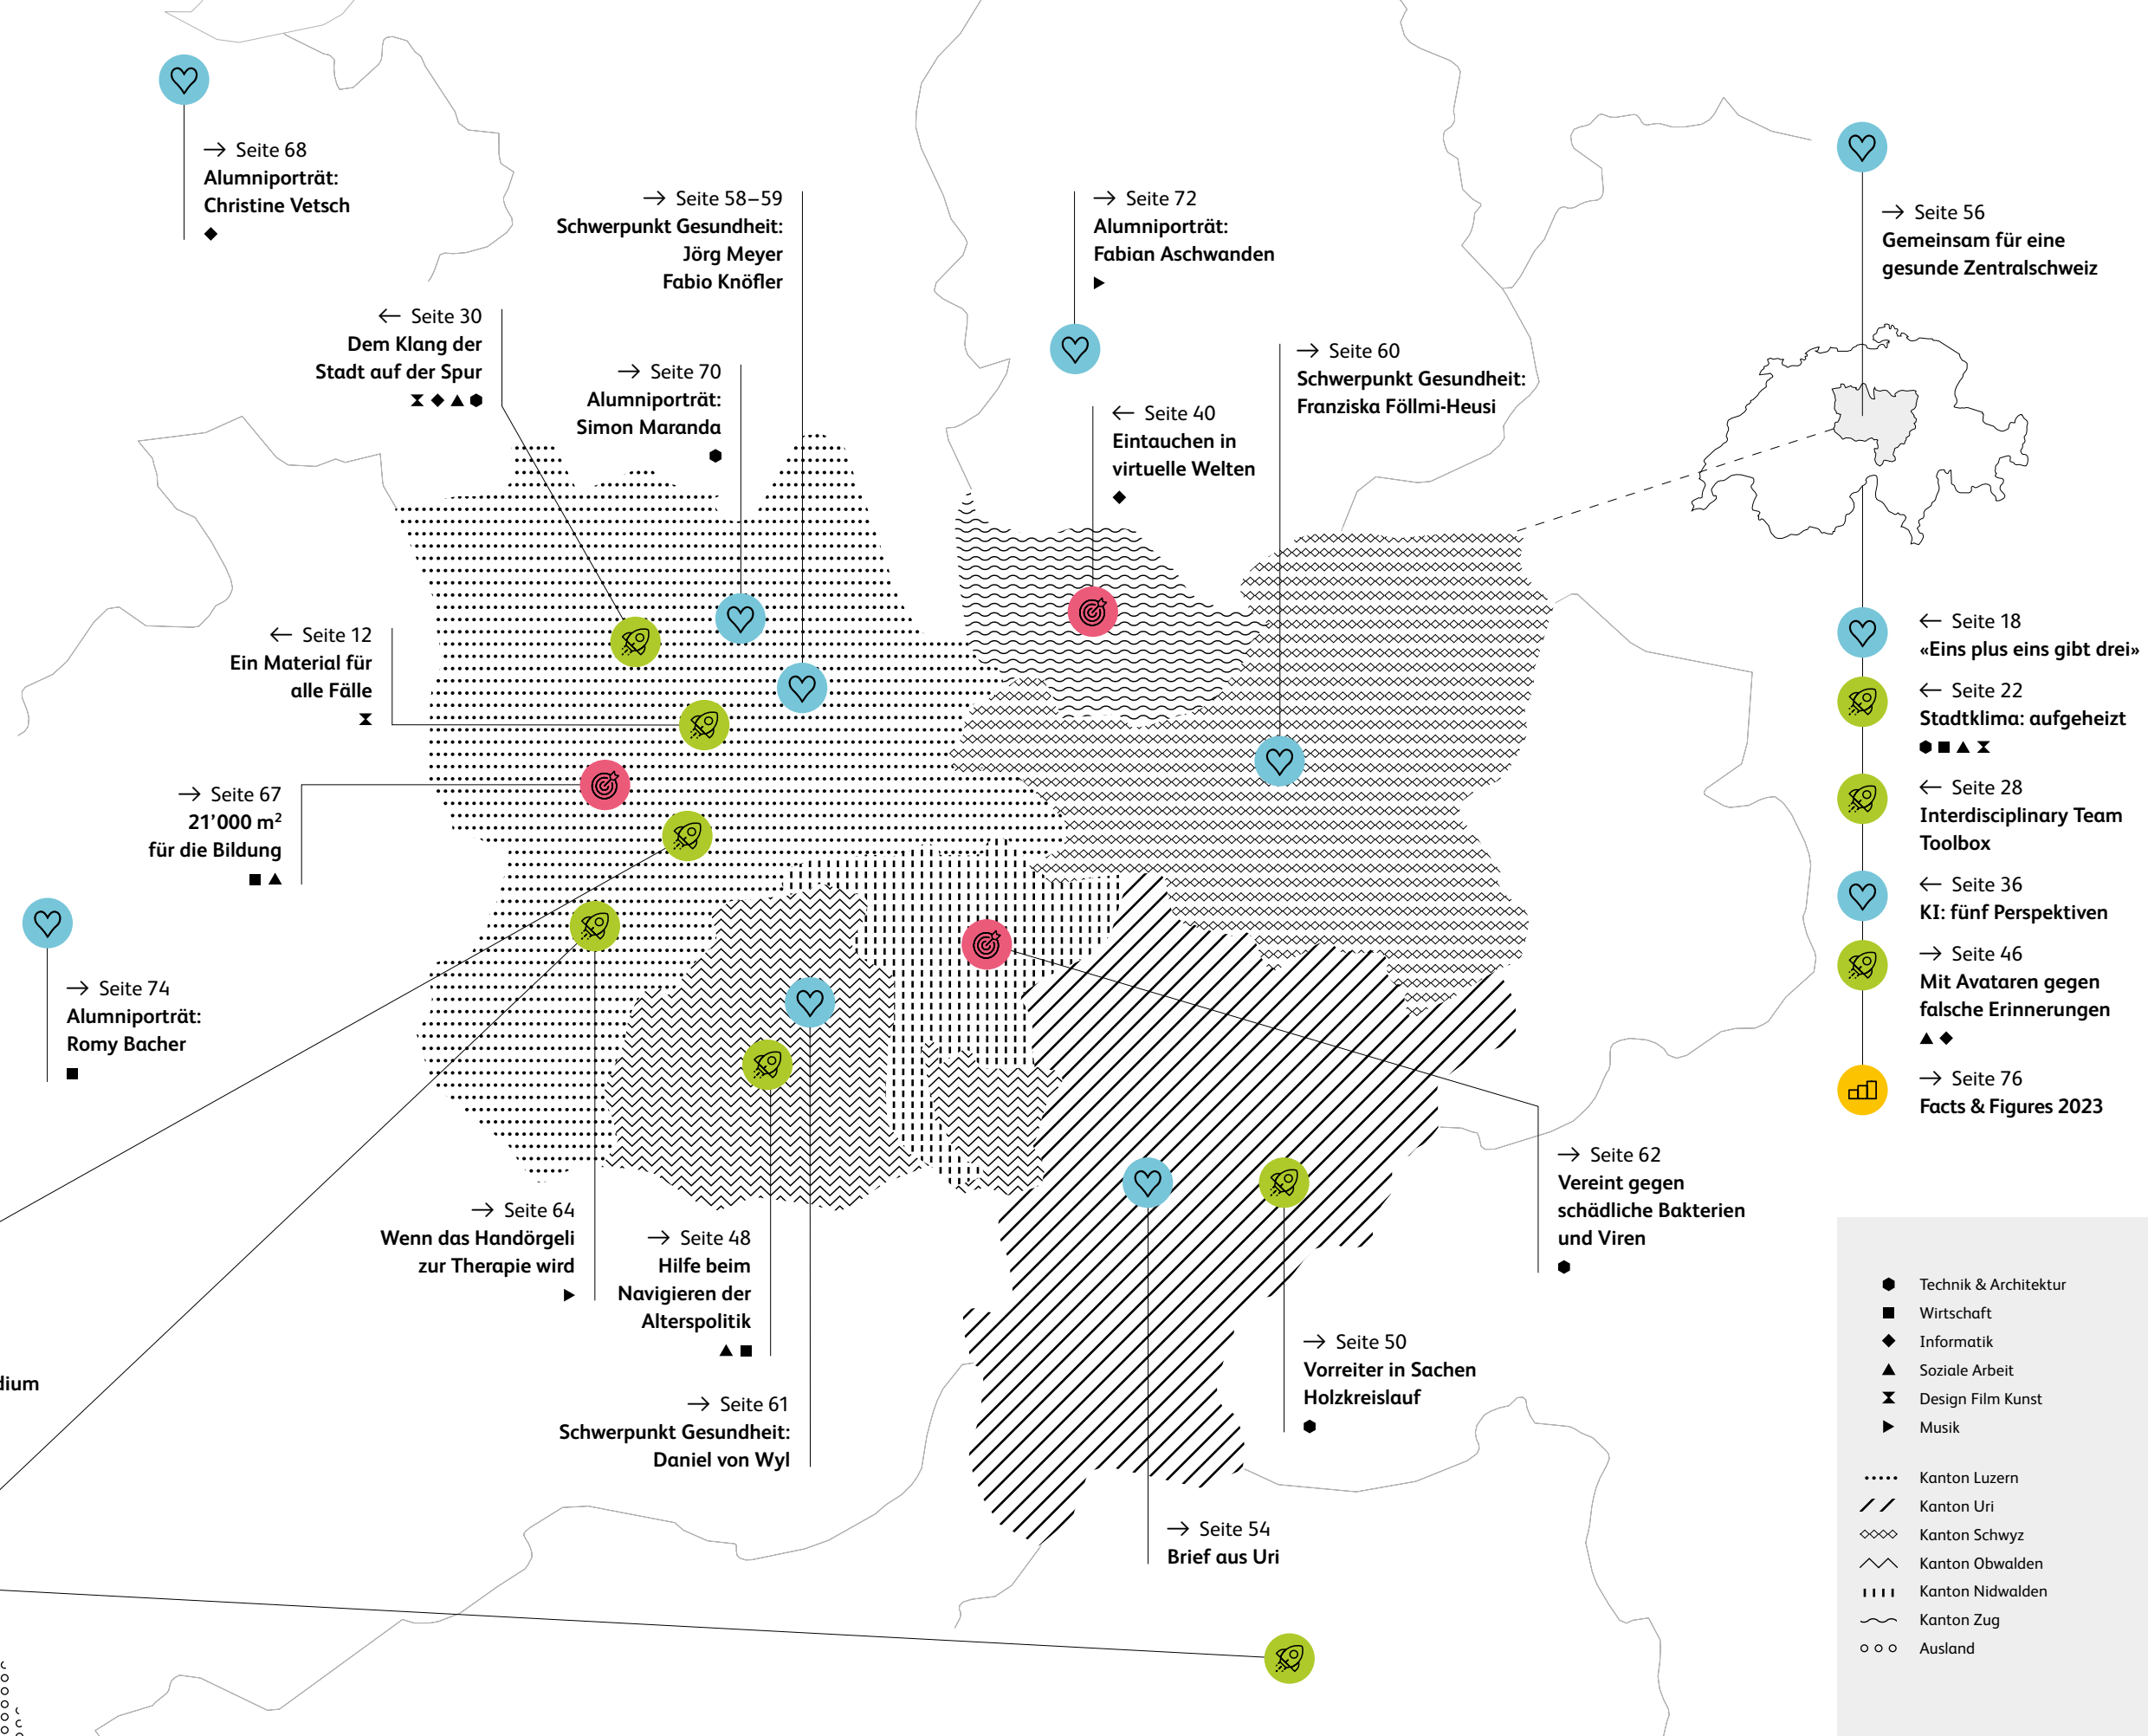 → Seite 68
Alumniporträt:
Christine Vetsch
→ Seite 58–59
Schwerpunkt Gesundheit:
Jörg Meyer
Fabio Knöfler
→ Seite 72
Alumniporträt:
Fabian Aschwanden
→ Seite 56
Gemeinsam für eine
gesunde Zentralschweiz
← Seite 30
Dem Klang der
Stadt auf der Spur
→ Seite 70
Alumniporträt:
Simon Maranda
← Seite 40
Eintauchen in
virtuelle Welten
→ Seite 60
Schwerpunkt Gesundheit:
Franziska Föllmi-Heusi
← Seite 12
Ein Material für
alle Fälle
→ Seite 67
21’000 m²
für die Bildung
→ Seite 74
Alumniporträt:
Romy Bacher
← Seite 18
«Eins plus eins gibt drei»
← Seite 22
Stadtklima: aufgeheizt
← Seite 28
Interdisciplinary Team
Toolbox
← Seite 36
KI: fünf Perspektiven
→ Seite 46
Mit Avataren gegen
falsche Erinnerungen
→ Seite 76
Facts & Figures 2023
→ Seite 64
Wenn das Handörgeli
zur Therapie wird
→ Seite 48
Hilfe beim
Navigieren der
Alterspolitik
→ Seite 61
Schwerpunkt Gesundheit:
Daniel von Wyl
→ Seite 62
Vereint gegen
schädliche Bakterien
und Viren
→ Seite 50
Vorreiter in Sachen
Holzkreislauf
→ Seite 54
Brief aus Uri
dium
Technik & Architektur
Wirtschaft
Informatik
Soziale Arbeit
Design Film Kunst
Musik
Kanton Luzern
Kanton Uri
Kanton Schwyz
Kanton Obwalden
Kanton Nidwalden
Kanton Zug
Ausland